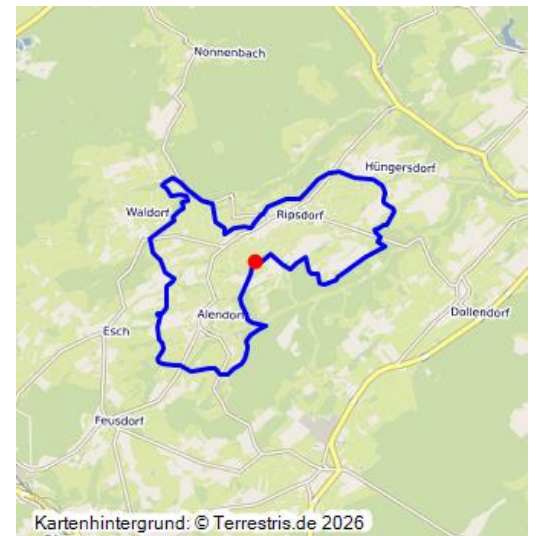 Nonnenbach
Hüngersdorf
Waldorf
Ripsdorf
Alendorf
Dollendorf
Esch
Feusdorf
Kartenhintergrund: © Terrestris.de 2026